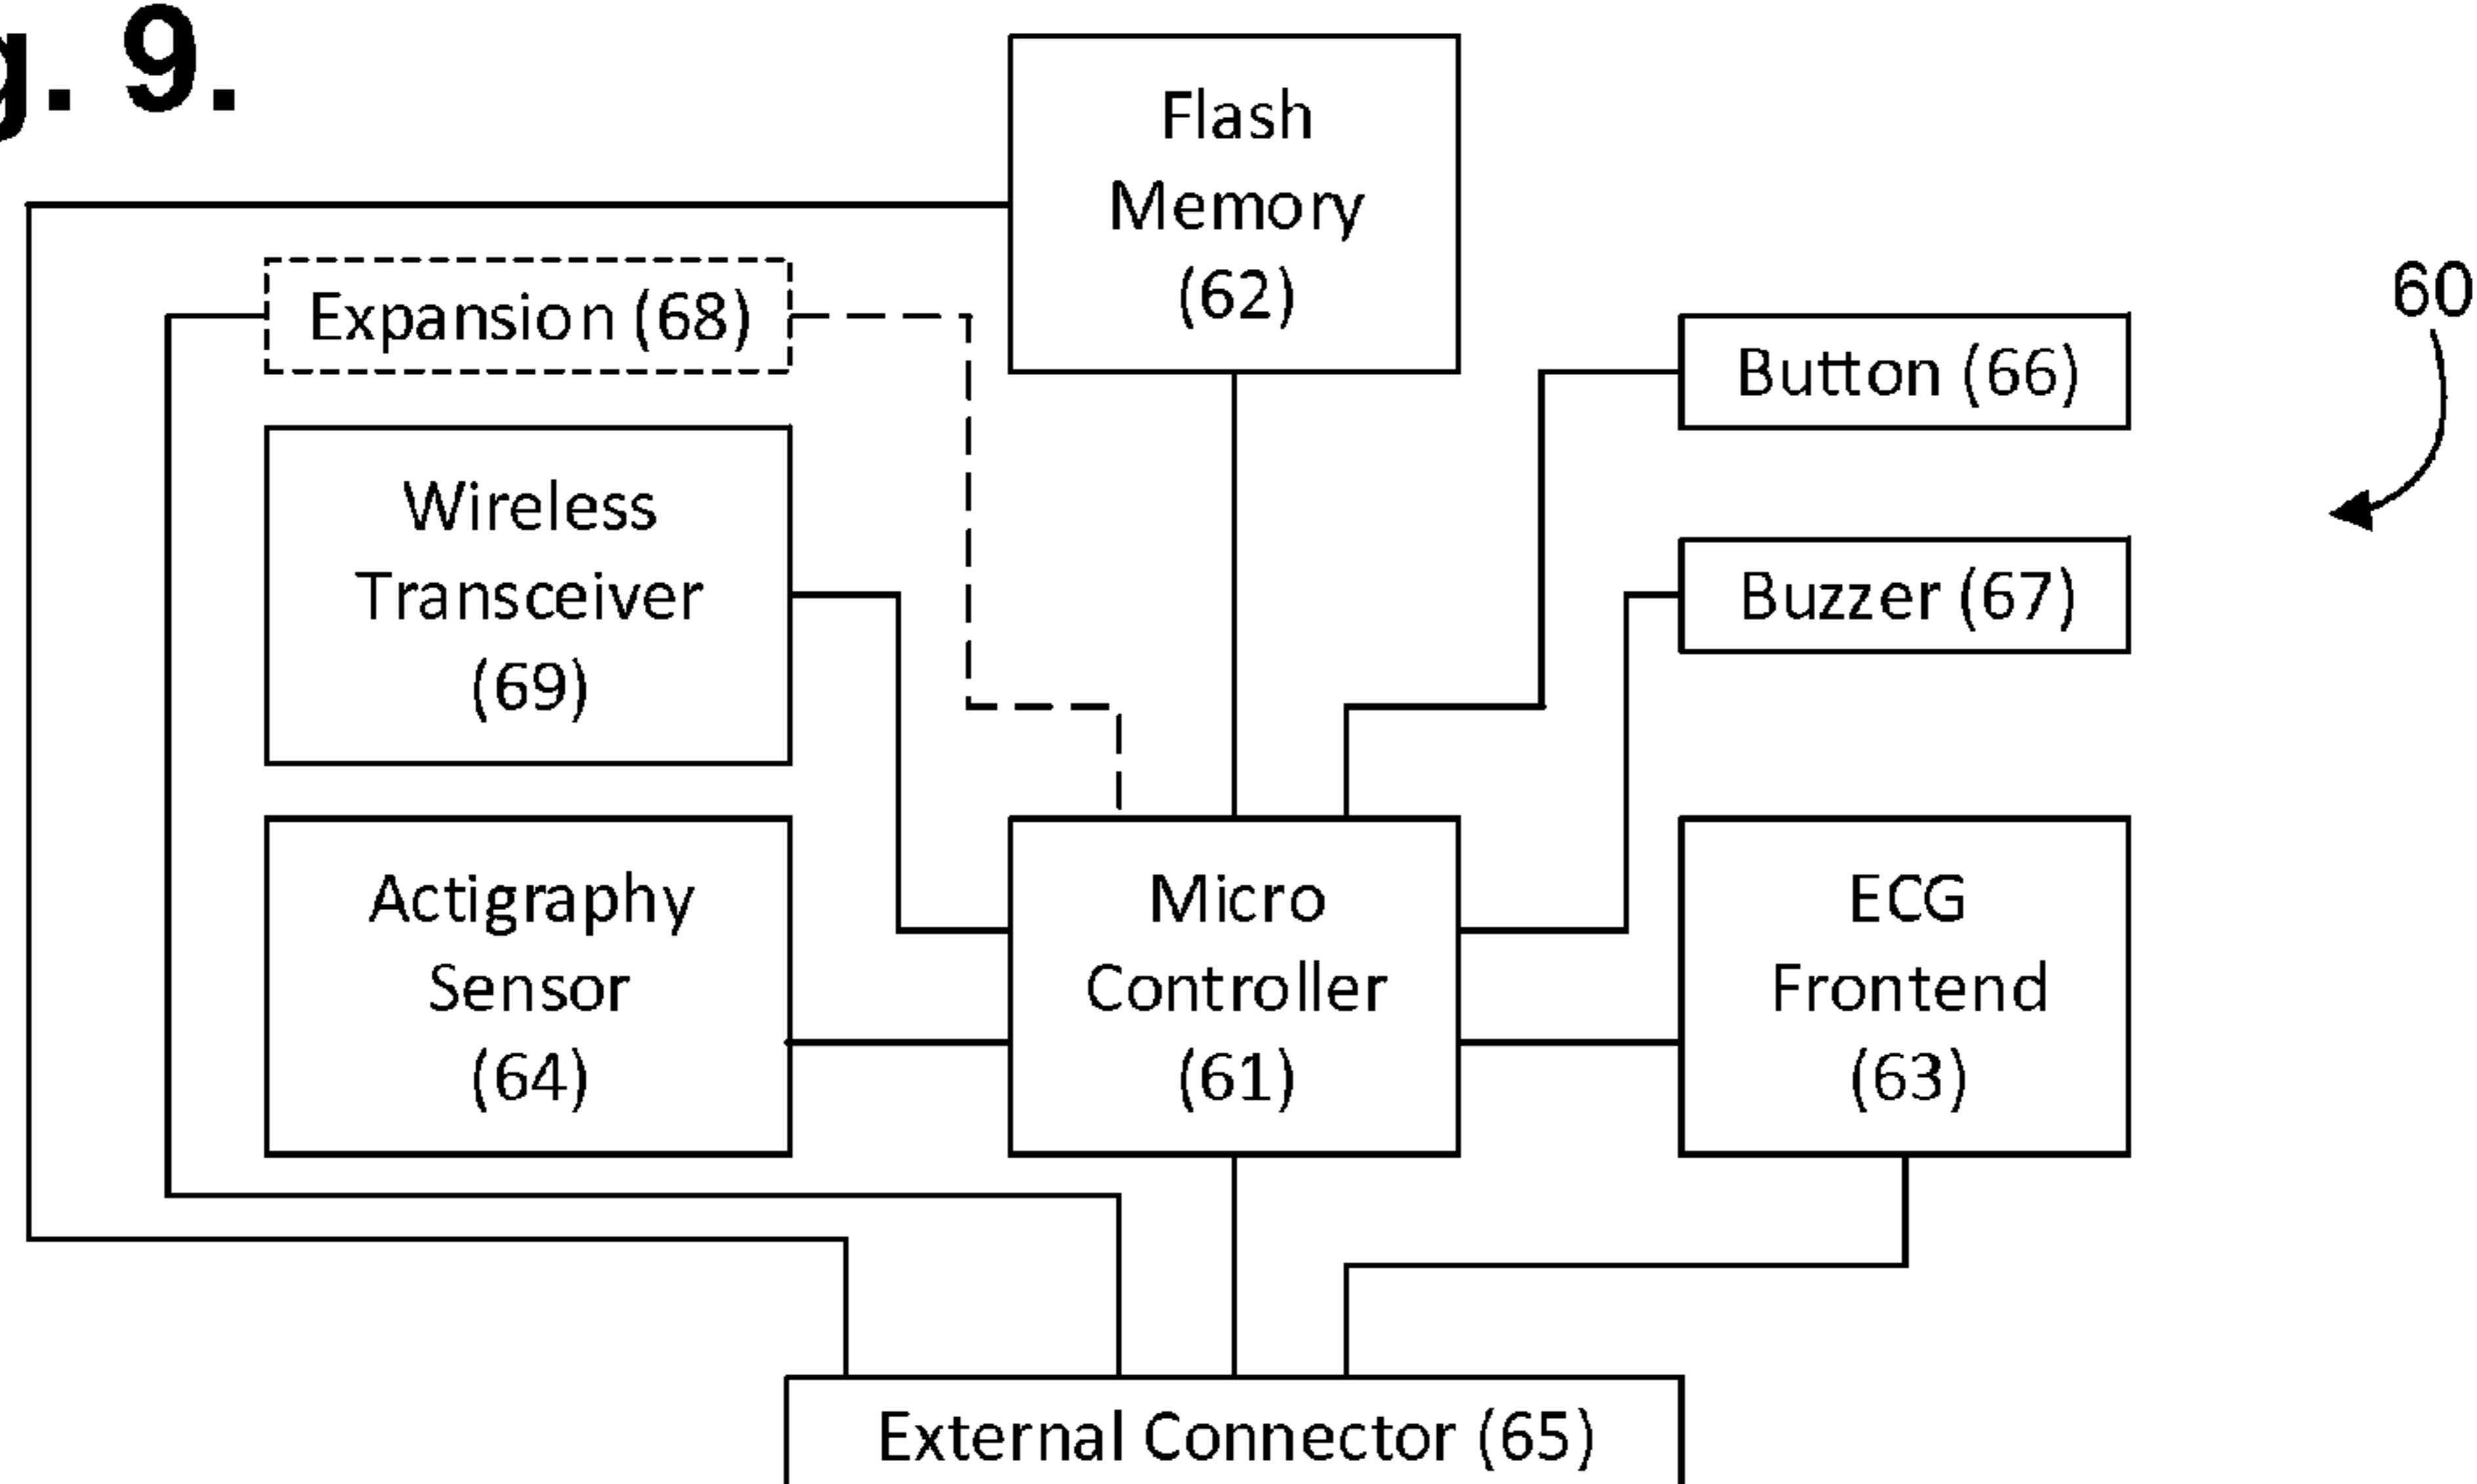 g. 9.
Flash
Memory
(62)
Expansion (68)
60
Button (66)
Wireless
Transceiver
(69)
Buzzer (67)
Actigraphy
Sensor
(64)
Micro
Controller
(61)
ECG
Frontend
(63)
External Connector (65)